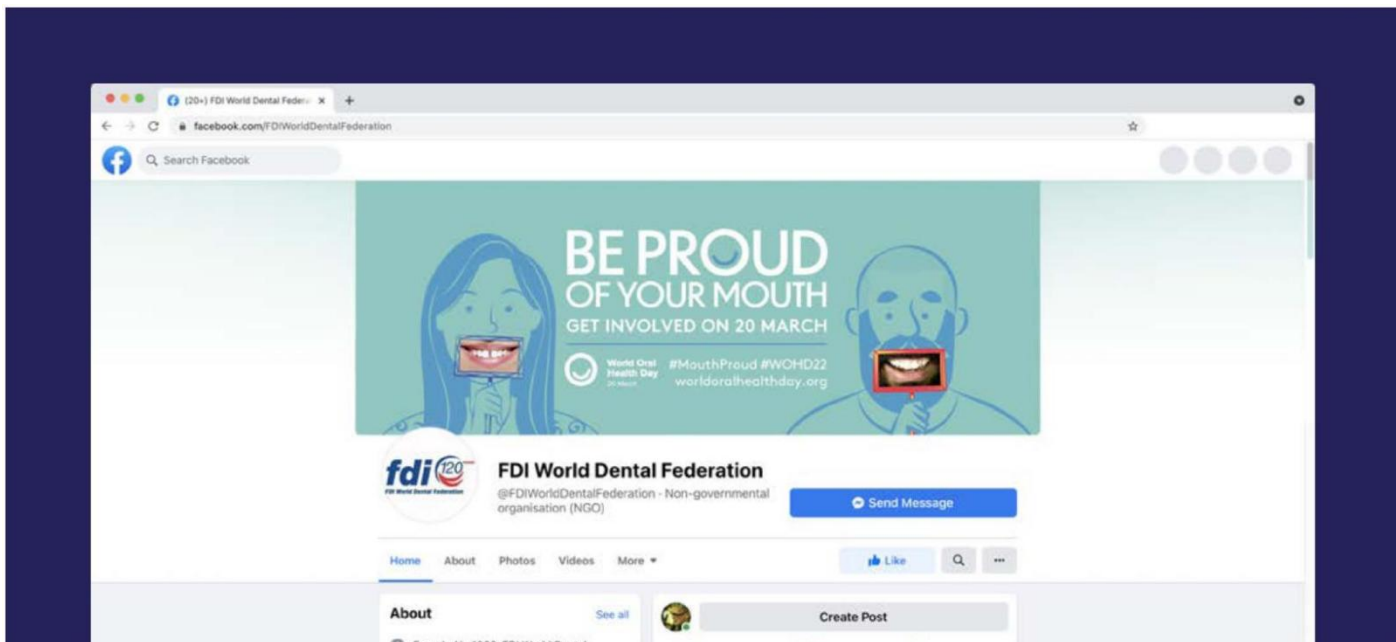 (20+) FDI World Dental Federa
facebook.com/FDIWorldDentalFederation
Search Facebook
BE PROUD
OF YOUR MOUTH
GET INVOLVED ON 20 MARCH
World Oral
Health Day
20 March
#MouthProud #WOHD22
worldoralhealthday.org
fdi 120
FDI World Dental Federation
FDI World Dental Federation
@FDIWorldDentalFederation · Non-governmental
organisation (NGO)
Send Message
Home About Photos Videos More
Like
About
See all
Create Post